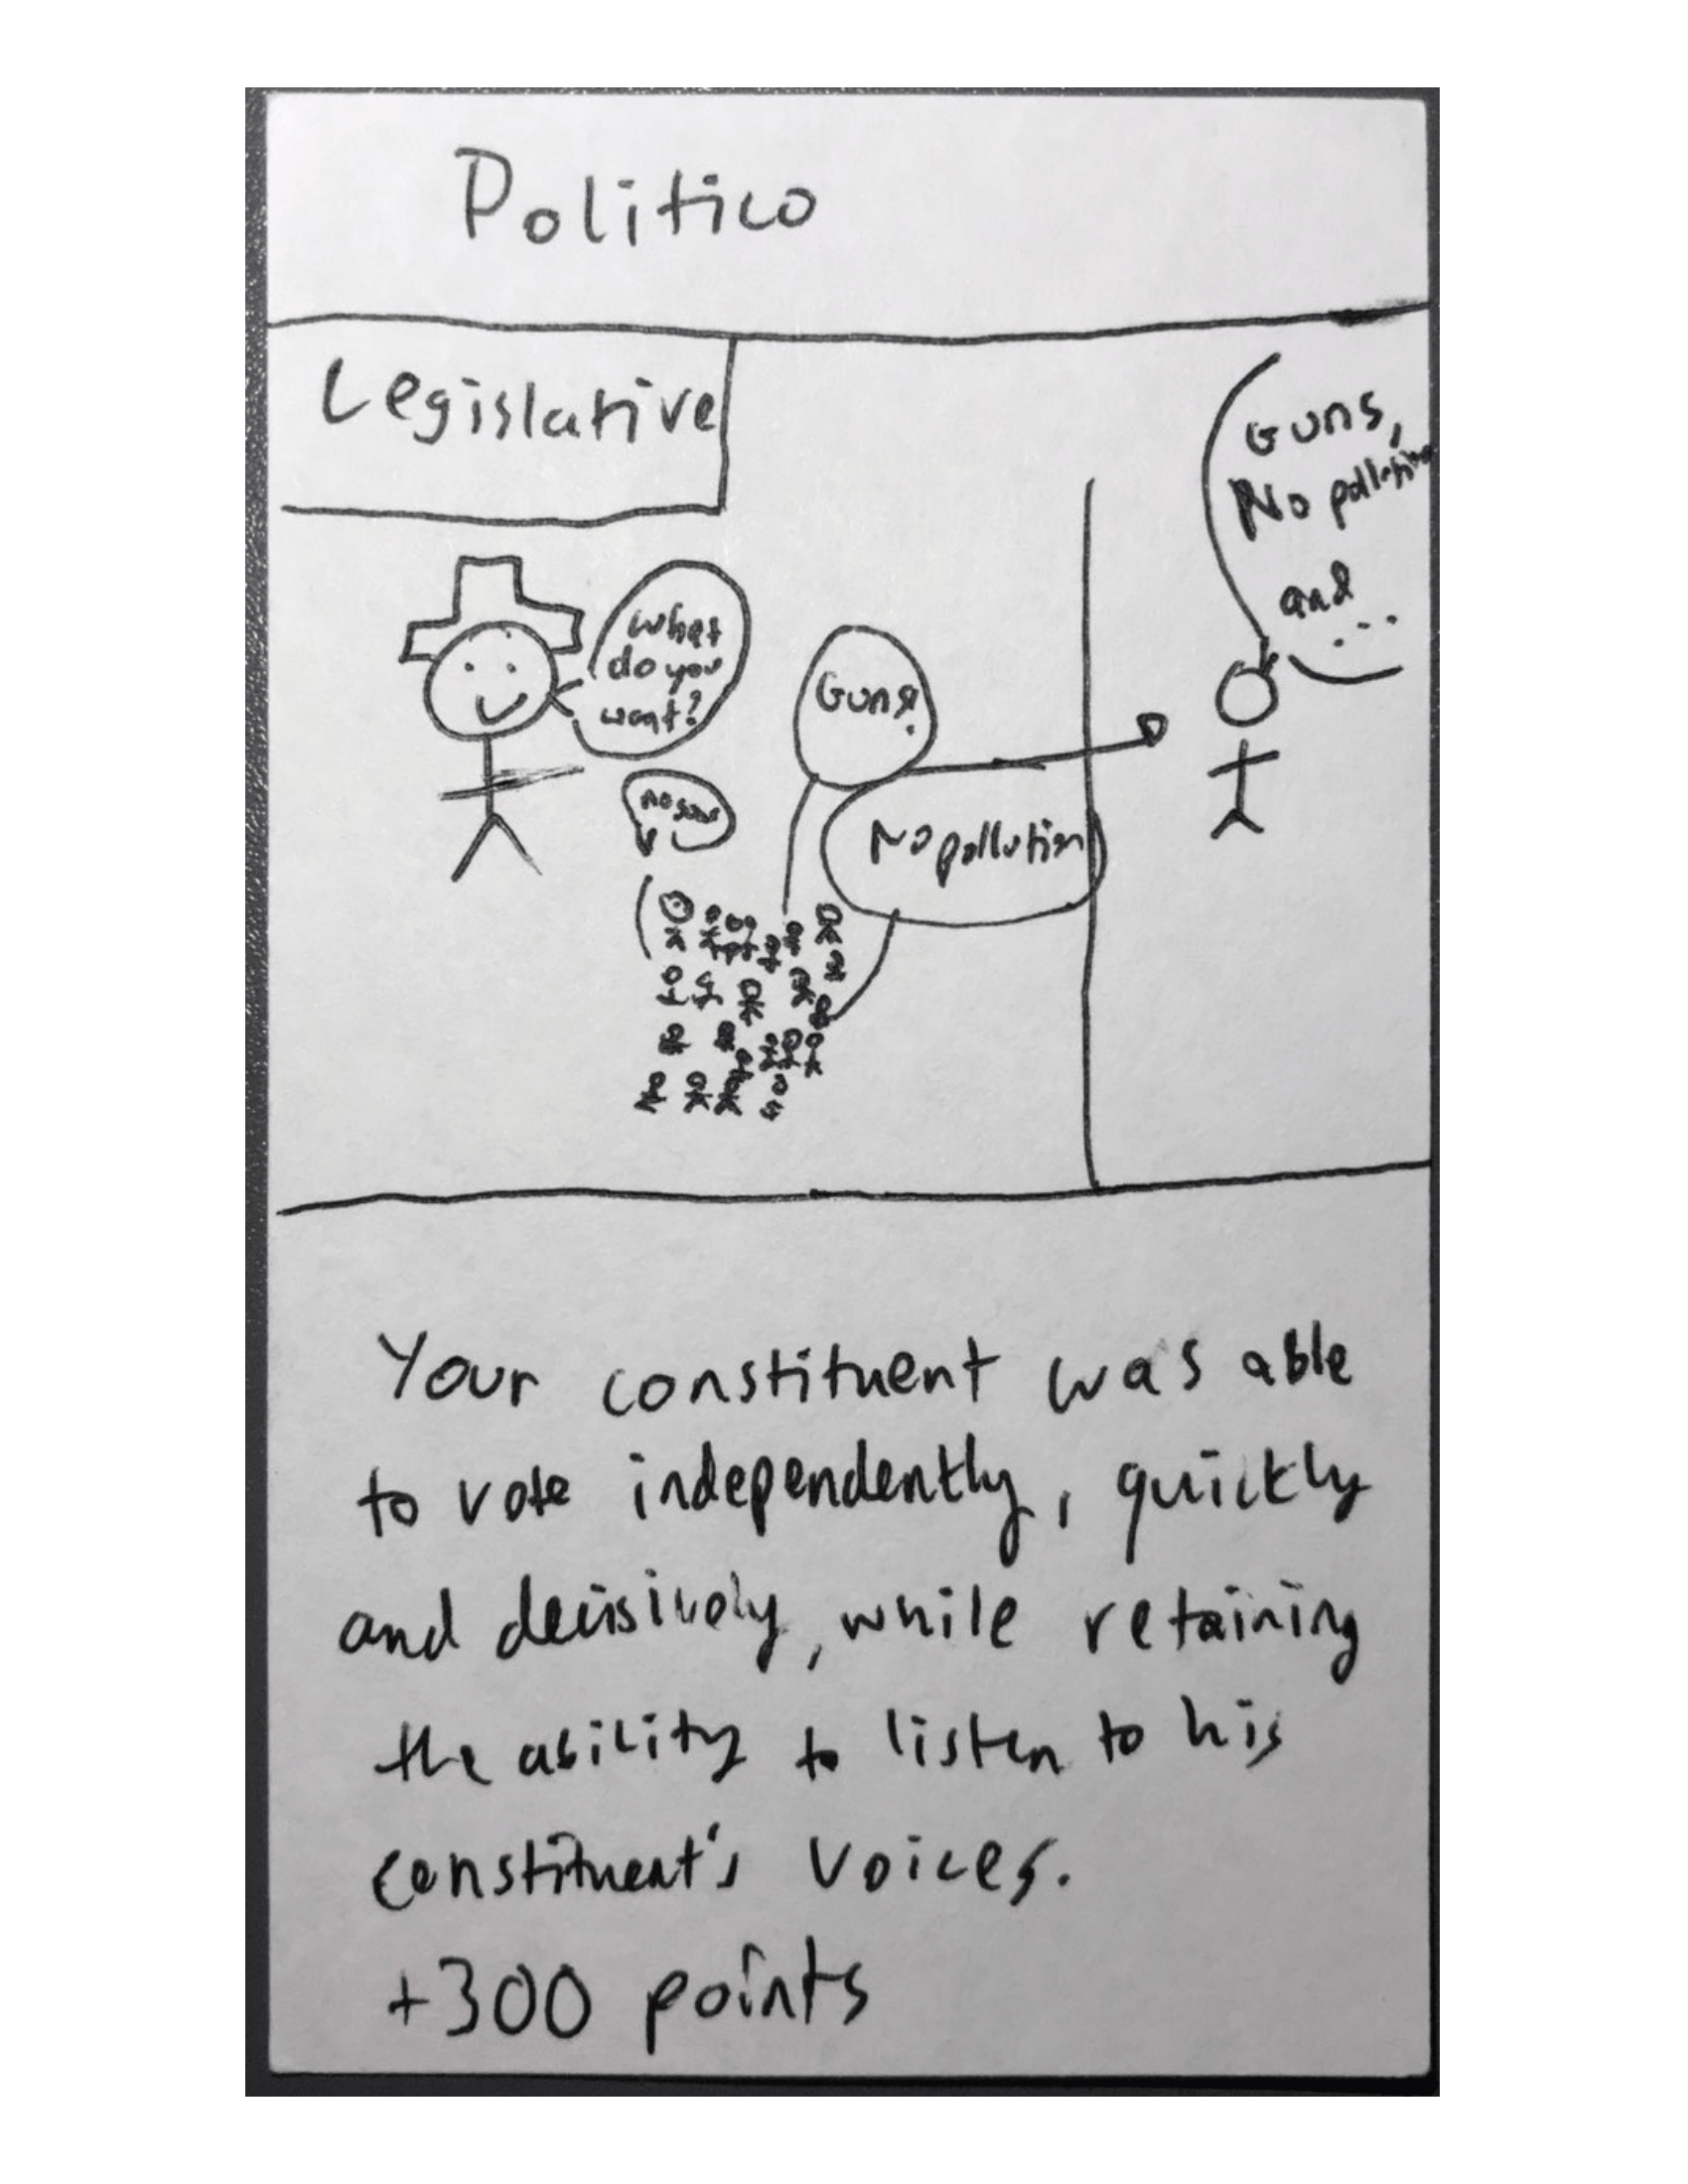 Politico
Legislative
Guns,
No pollution
and
...
What
do you
want?
Guns!
No
No pollution
Your constituent was able
to vote independently, quickly
and decisively, while retaining
the ability to listen to his
constituent's voices.
+300 points